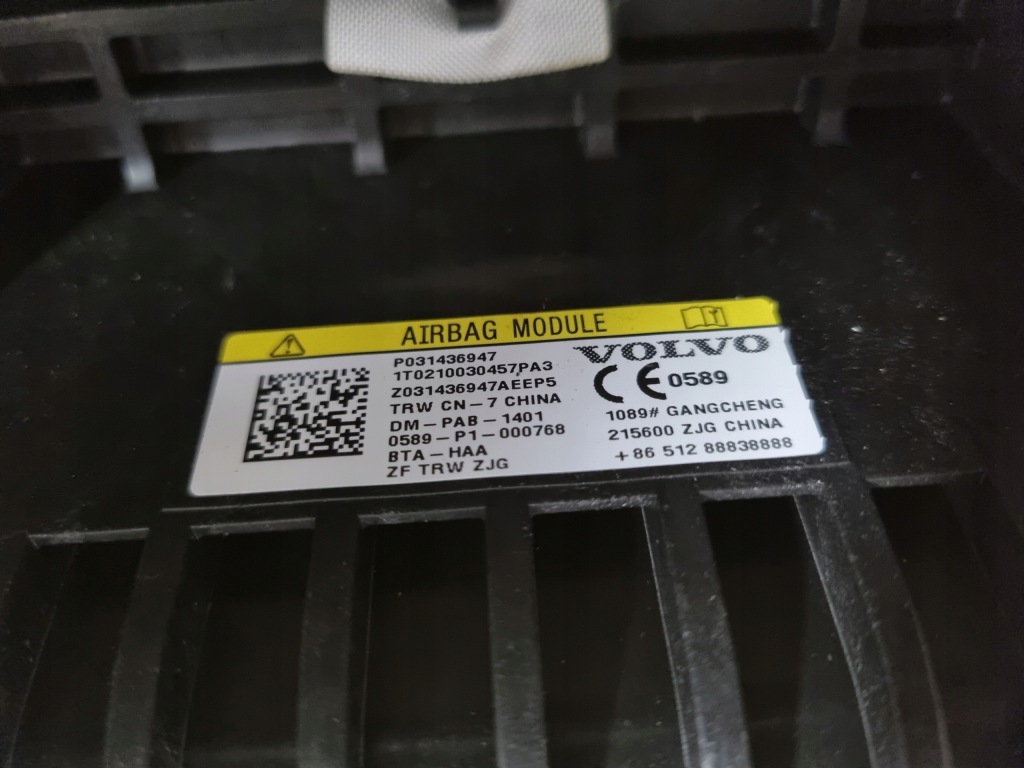 AIRBAG MODULE
P031436947
1T0210030457PA3
Z031436947AEEP5
TRW CN-7 CHINA
DM-PAB-1401
0589-P1-000768
BTA-HAA
ZF TRW ZJG
VOLVO
CE 0589
1089# GANGCHENG
215600 ZJG CHINA
+86 512 88838888